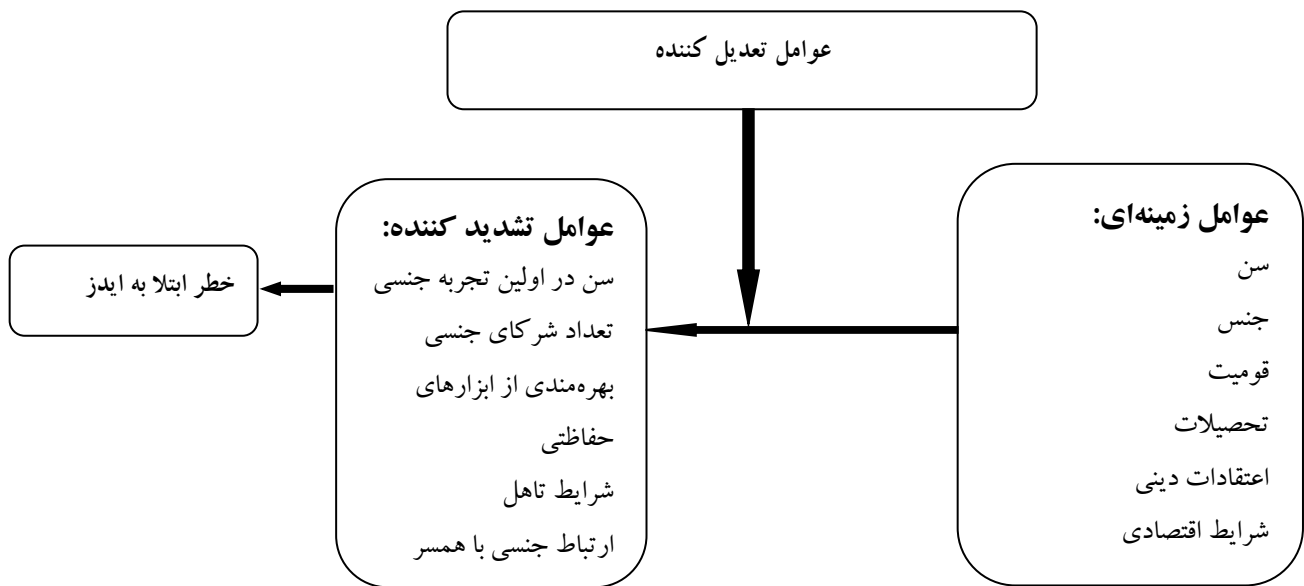 عوامل تعدیل کننده
عوامل زمینه‌ای:
سن
جنس
قومیت
تحصیلات
اعتقادات دینی
شرایط اقتصادی
عوامل تشدید کننده:
سن در اولین تجربه جنسی
تعداد شرکای جنسی
بهره‌مندی از ابزارهای
حفاظتی
شرایط تاهل
ارتباط جنسی با همسر
خطر ابتلا به ایدز